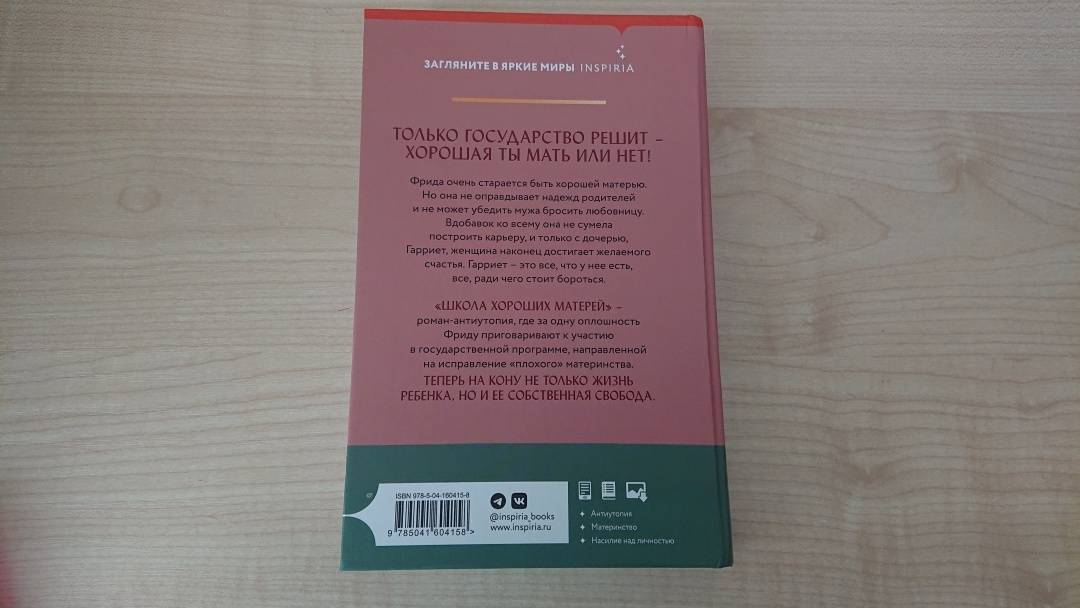 ЗАГЛЯНИТЕ В ЯРКИЕ МИРЫ INSPIRIA
ТОЛЬКО ГОСУДАРСТВО РЕШИТ –
ХОРОШАЯ ТЫ МАТЬ ИЛИ НЕТ!
Фрида очень старается быть хорошей матерью.
Но она не оправдывает надежд родителей
и не может убедить мужа бросить любовницу.
Вдобавок ко всему она не сумела
построить карьеру, и только с дочерью,
Гарриет, женщина наконец достигает желаемого
счастья. Гарриет – это все, что у нее есть,
все, ради чего стоит бороться.
«ШКОЛА ХОРОШИХ МАТЕРЕЙ» –
роман-антиутопия, где за одну оплошность
Фриду приговаривают к участию
в государственной программе, направленной
на исправление «плохого» материнства.
ТЕПЕРЬ НА КОНУ НЕ ТОЛЬКО ЖИЗНЬ
РЕБЕНКА, НО И ЕЕ СОБСТВЕННАЯ СВОБОДА.
ISBN 978-5-04-160415-8
9 785041 604158 >
@inspiria_books
www.inspiria.ru
Антиутопия
Материнство
Насилие над личностью